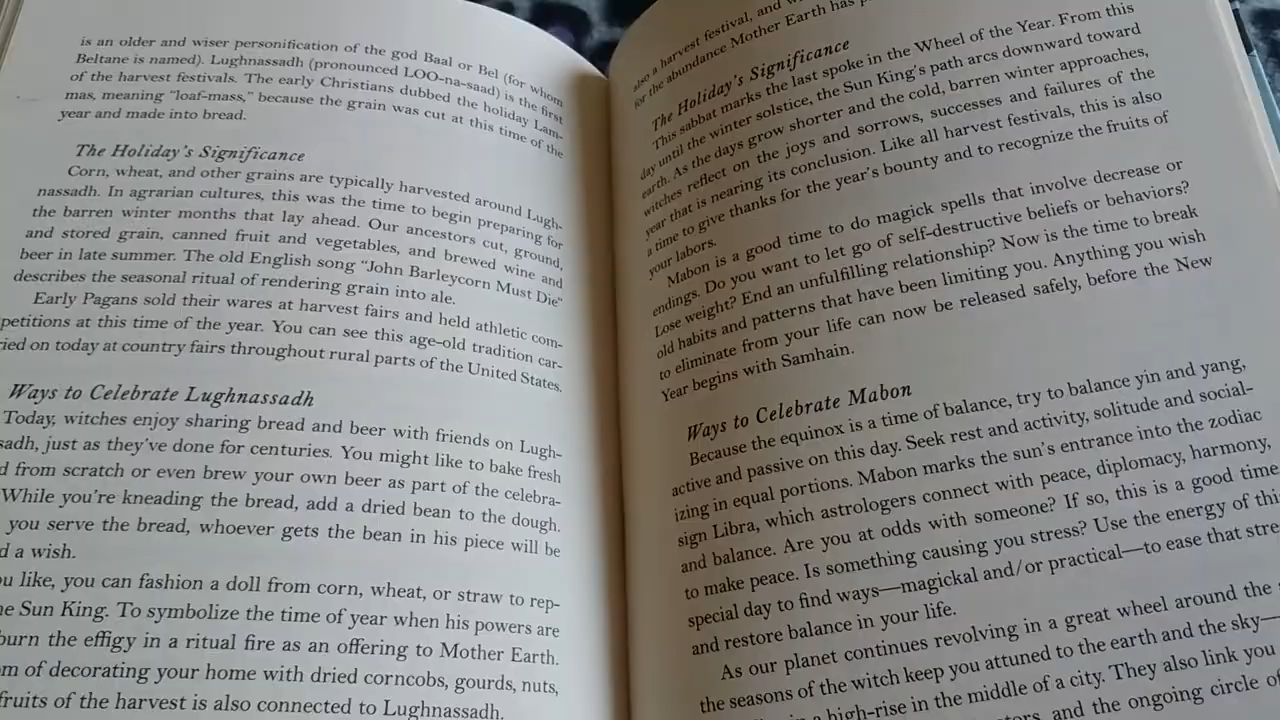 is an older and wiser personification of the god Baal or Bel (for whom
Beltane is named). Lughnassadh (pronounced LOO-na-saad) is the first
of the harvest festivals. The early Christians dubbed the holiday Lam-
mas, meaning "loaf-mass," because the grain was cut at this time of the
year and made into bread.
The Holiday's Significance
Corn, wheat, and other grains are typically harvested around Lugh-
nassadh. In agrarian cultures, this was the time to begin preparing for
the barren winter months that lay ahead. Our ancestors cut, ground,
and stored grain, canned fruit and vegetables, and brewed wine and
beer in late summer. The old English song "John Barleycorn Must Die"
describes the seasonal ritual of rendering grain into ale.
Early Pagans sold their wares at harvest fairs and held athletic com-
petitions at this time of the year. You can see this age-old tradition car-
ried on today at country fairs throughout rural parts of the United States.
Ways to Celebrate Lughnassadh
Today, witches enjoy sharing bread and beer with friends on Lugh-
sadh, just as they've done for centuries. You might like to bake fresh
d from scratch or even brew your own beer as part of the celebra-
While you're kneading the bread, add a dried bean to the dough.
you serve the bread, whoever gets the bean in his piece will be
d a wish.
ou like, you can fashion a doll from corn, wheat, or straw to rep-
he Sun King. To symbolize the time of year when his powers are
burn the effigy in a ritual fire as an offering to Mother Earth.
om of decorating your home with dried corncobs, gourds, nuts,
fruits of the harvest is also connected to Lughnassadh.
also a harvest festival, and
for the abundance Mother Earth has
The Holiday's Significance
This sabbat marks the last spoke in the Wheel of the Year. From this
day until the winter solstice, the Sun King's path arcs downward toward
earth. As the days grow shorter and the cold, barren winter approaches,
witches reflect on the joys and sorrows, successes and failures of the
year that is nearing its conclusion. Like all harvest festivals, this is also
a time to give thanks for the year's bounty and to recognize the fruits of
your labors.
Mabon is a good time to do magick spells that involve decrease or
endings. Do you want to let go of self-destructive beliefs or behaviors?
Lose weight? End an unfulfilling relationship? Now is the time to break
old habits and patterns that have been limiting you. Anything you wish
to eliminate from your life can now be released safely, before the New
Year begins with Samhain.
Ways to Celebrate Mabon
Because the equinox is a time of balance, try to balance yin and yang,
active and passive on this day. Seek rest and activity, solitude and social-
izing in equal portions. Mabon marks the sun's entrance into the zodiac
sign Libra, which astrologers connect with peace, diplomacy, harmony,
and balance. Are you at odds with someone? If so, this is a good time
to make peace. Is something causing you stress? Use the energy of thi
special day to find ways—magickal and/or practical—to ease that stre
and restore balance in your life.
As our planet continues revolving in a great wheel around the
the seasons of the witch keep you attuned to the earth and the sky—
in a high-rise in the middle of a city. They also link you
and the ongoing circle of